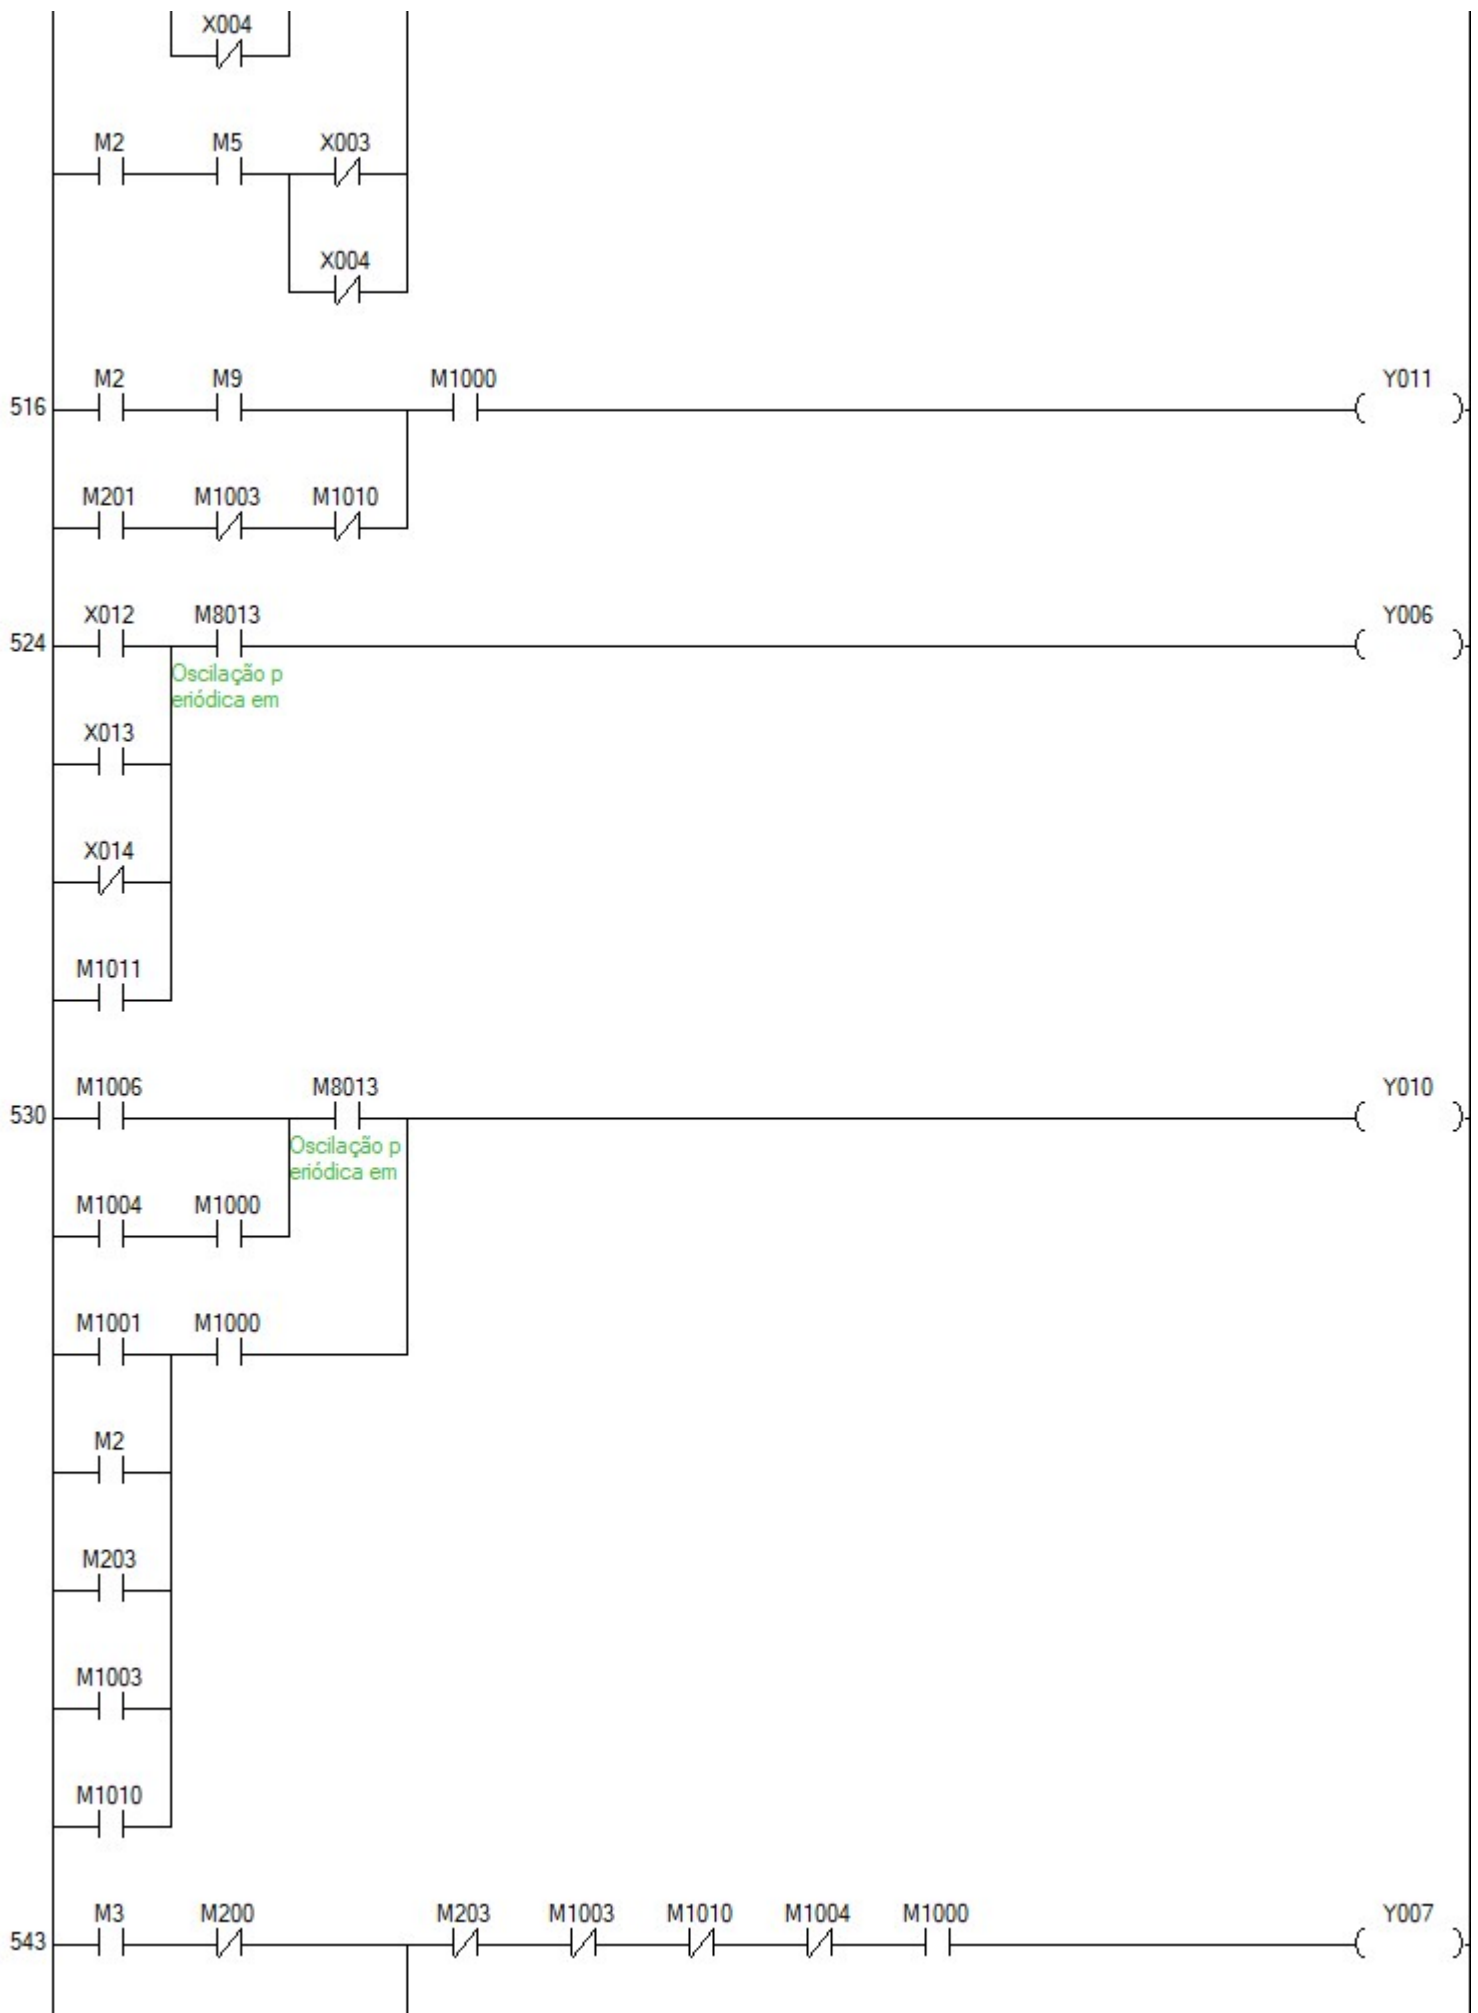 X004
M2 M5 X003
X004
M2 M9 M1000 Y011
516
M201 M1003 M1010
X012 M8013 Y006
524
Oscilação p
eriódica em
X013
X014
M1011
M1006 M8013 Y010
530
Oscilação p
eriódica em
M1004 M1000
M1001 M1000
M2
M203
M1003
M1010
M3 M200 M203 M1003 M1010 M1004 M1000 Y007
543